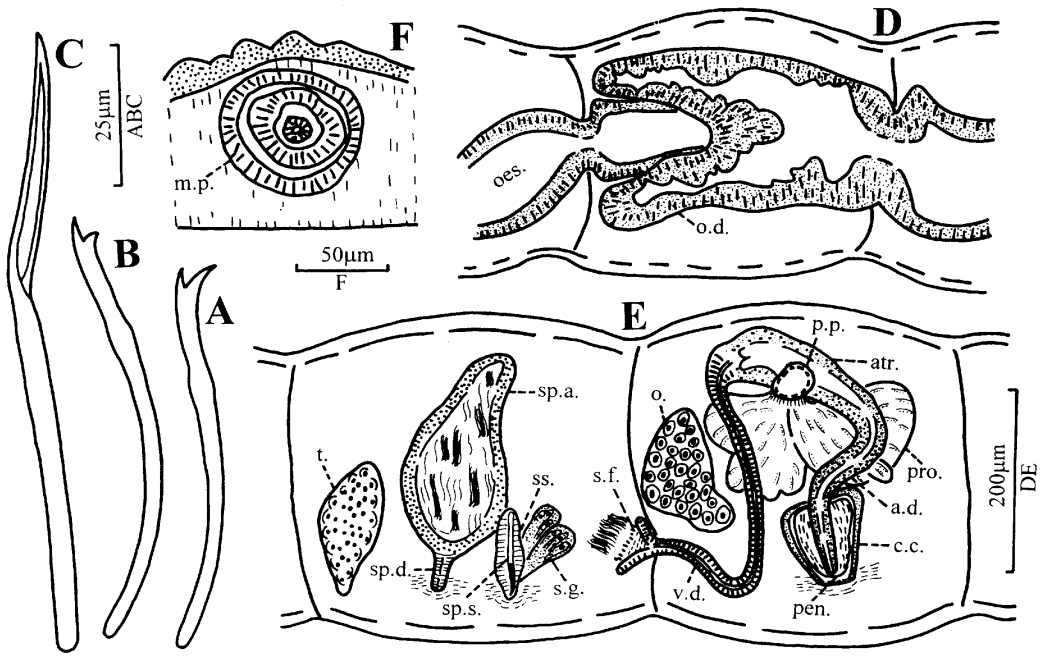 C
25μm
ABC
F
m.p.
50μm
F
D
oes.
o.d.
B
A
E
p.p.
atr.
sp.a.
o.
t.
ss.
s.f.
pro.
a.d.
c.c.
sp.d.
sp.s.
s.g.
v.d.
pen.
200μm
DE